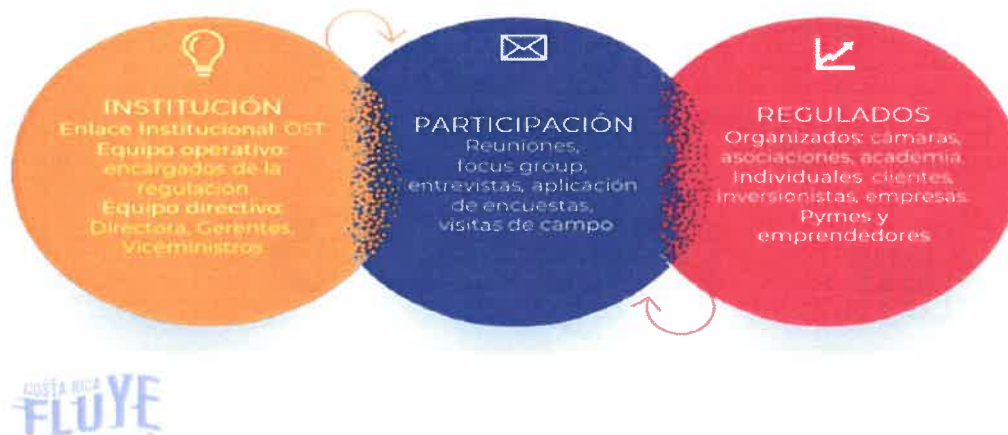 INSTITUCIÓN
Enlace Institucional: OST
Equipo operativo:
encargados de la
regulación
Equipo directivo:
Directora, Gerentes,
Viceministros
PARTICIPACIÓN
Reuniones,
focus group,
entrevistas, aplicación
de encuestas,
visitas de campo
REGULADOS
Organizados: cámaras,
asociaciones, academia,
Individuales: clientes,
inversionistas, empresas.
Pymes y
emprendedores
COSTA RICA
FLUYE